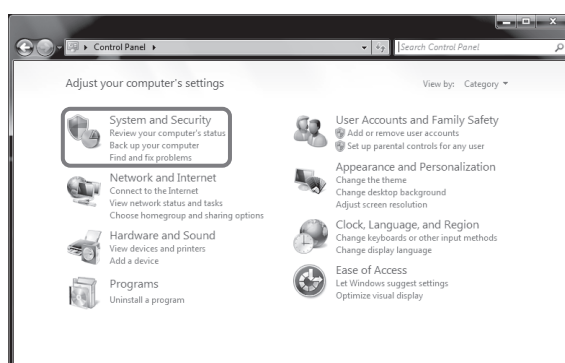 Control Panel
Search Control Panel
Adjust your computer's settings
View by: Category
System and Security
Review your computer's status
Back up your computer
Find and fix problems
Network and Internet
Connect to the Internet
View network status and tasks
Choose homegroup and sharing options
Hardware and Sound
View devices and printers
Add a device
Programs
Uninstall a program
User Accounts and Family Safety
Add or remove user accounts
Set up parental controls for any user
Appearance and Personalization
Change the theme
Change desktop background
Adjust screen resolution
Clock, Language, and Region
Change keyboards or other input methods
Change display language
Ease of Access
Let Windows suggest settings
Optimize visual display